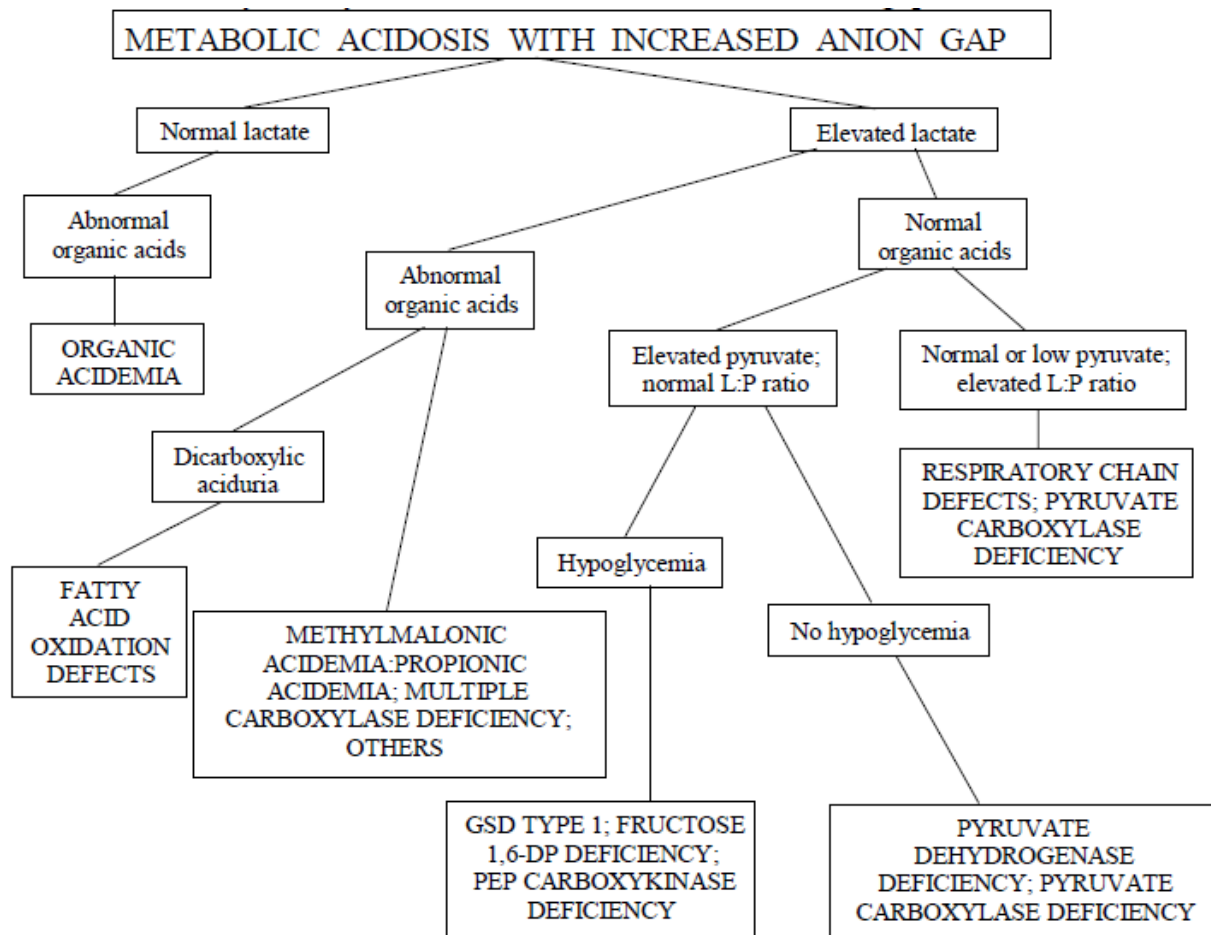 METABOLIC ACIDOSIS WITH INCREASED ANION GAP
Normal lactate
Elevated lactate
Abnormal
organic acids
Normal
organic acids
Abnormal
organic acids
ORGANIC
ACIDEMIA
Elevated pyruvate;
normal L:P ratio
Normal or low pyruvate;
elevated L:P ratio
Dicarboxylic
aciduria
RESPIRATORY CHAIN
DEFECTS; PYRUVATE
CARBOXYLASE
DEFICIENCY
Hypoglycemia
FATTY
ACID
OXIDATION
DEFECTS
No hypoglycemia
METHYLMALONIC
ACIDEMIA:PROPIONIC
ACIDEMIA; MULTIPLE
CARBOXYLASE DEFICIENCY;
OTHERS
GSD TYPE 1; FRUCTOSE
1,6-DP DEFICIENCY;
PEP CARBOXYKINASE
DEFICIENCY
PYRUVATE
DEHYDROGENASE
DEFICIENCY; PYRUVATE
CARBOXYLASE DEFICIENCY